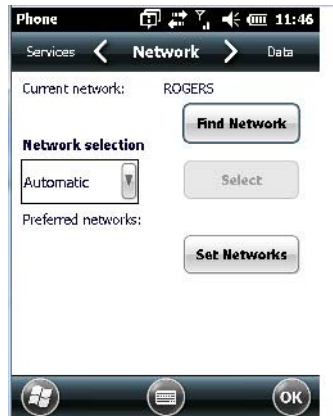 Phone 11:46
Services Network Data
Current network: ROGERS
Find Network
Network selection
Automatic Select
Preferred networks:
Set Networks
OK